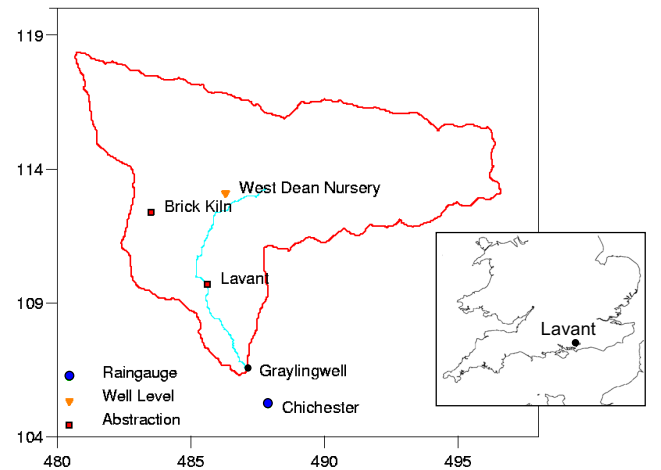 119
114
109
104
480
485
490
495
West Dean Nursery
Brick Kiln
Lavant
Graylingwell
Chichester
Raingauge
Well Level
Abstraction
Lavant